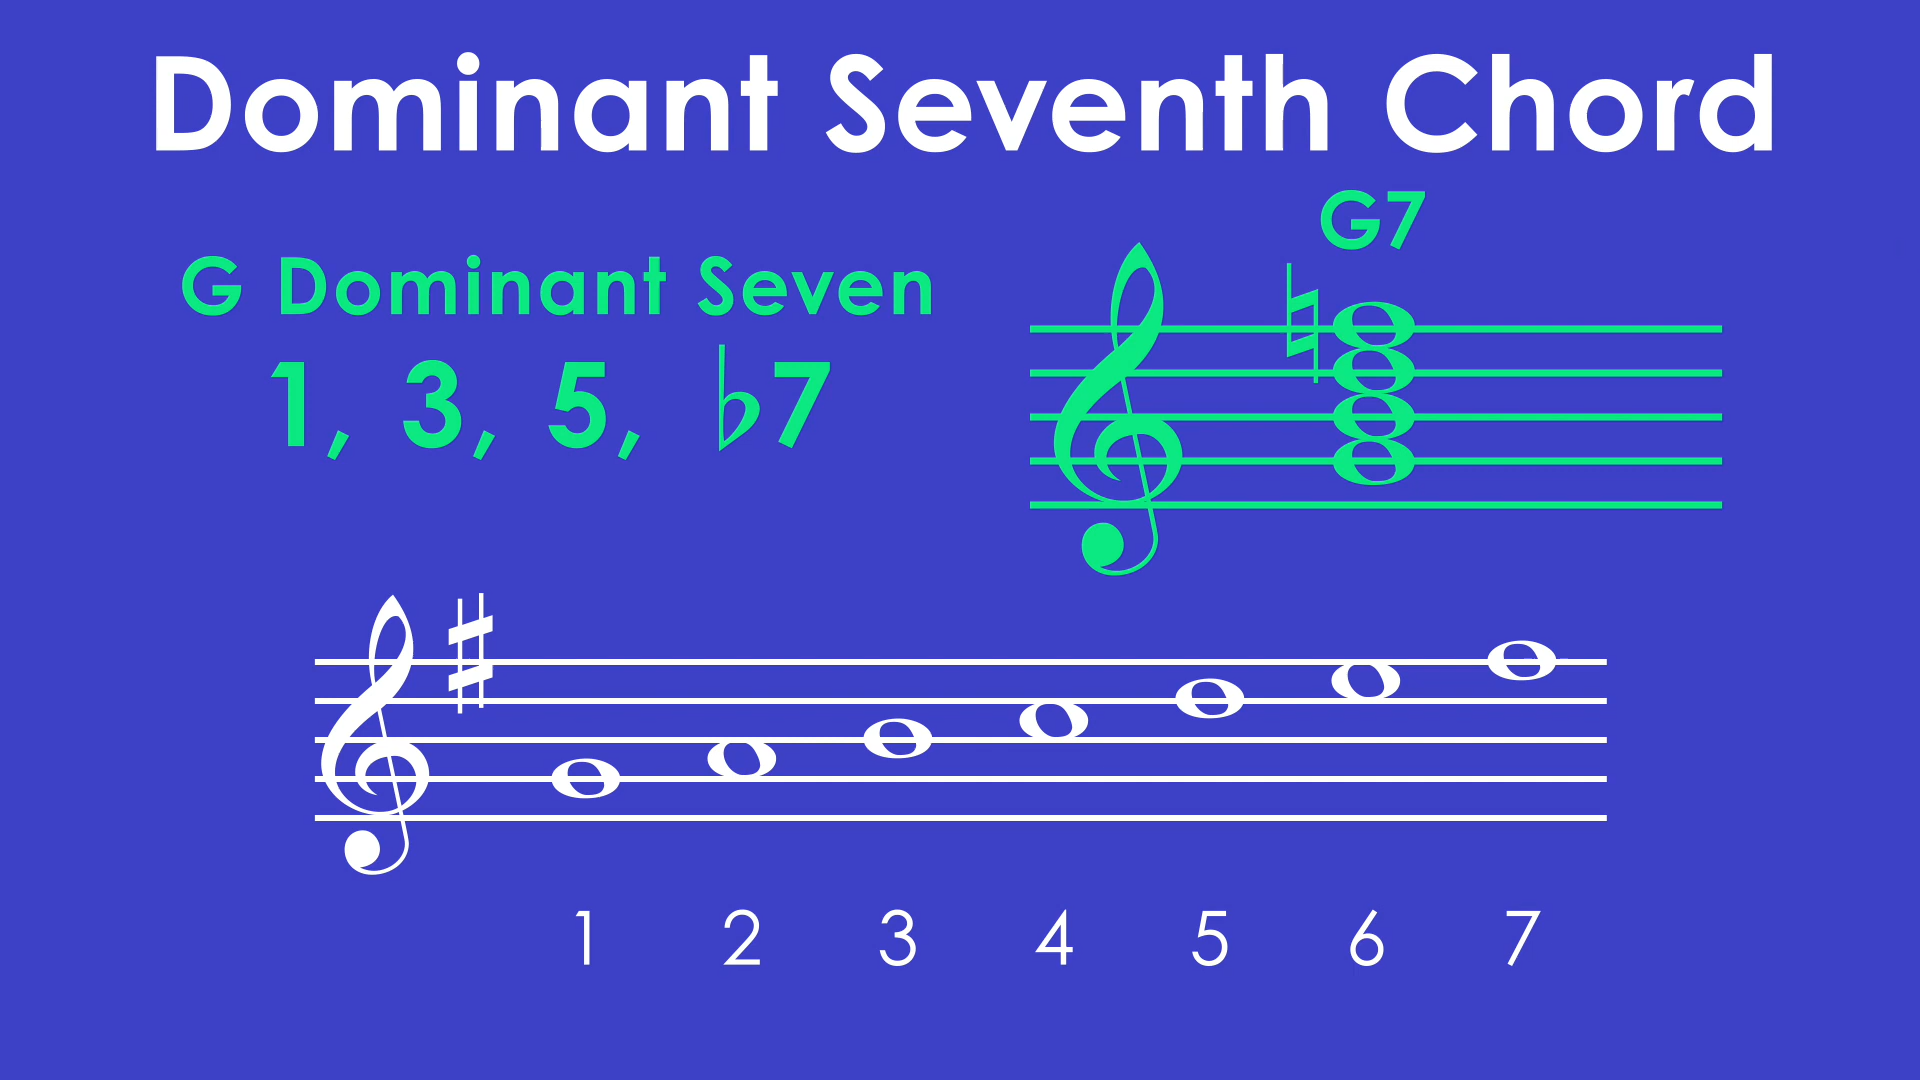 Dominant Seventh Chord
G Dominant Seven
1, 3, 5, ♭7
G7
1 2 3 4 5 6 7